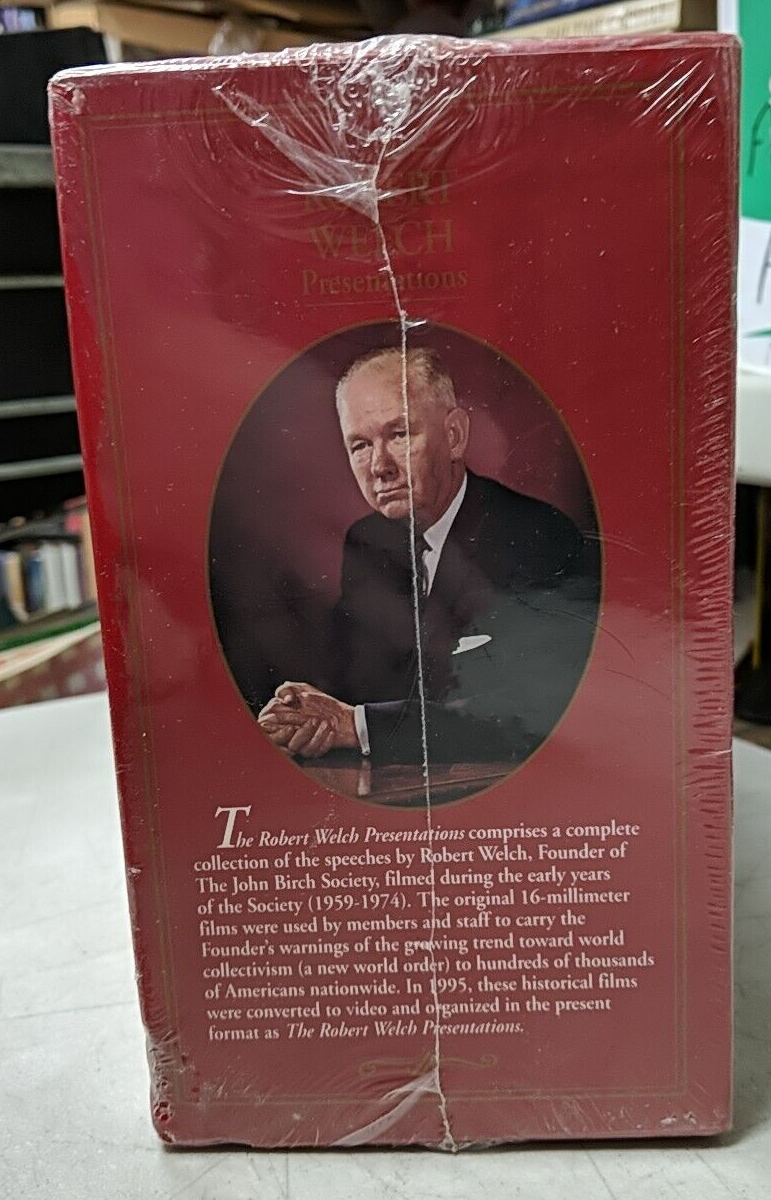 ROBERT
WELCH
Presentations
The Robert Welch Presentations comprises a complete
collection of the speeches by Robert Welch, Founder of
The John Birch Society, filmed during the early years
of the Society (1959-1974). The original 16-millimeter
films were used by members and staff to carry the
Founder's warnings of the growing trend toward world
collectivism (a new world order) to hundreds of thousands
of Americans nationwide. In 1995, these historical films
were converted to video and organized in the present
format as The Robert Welch Presentations.